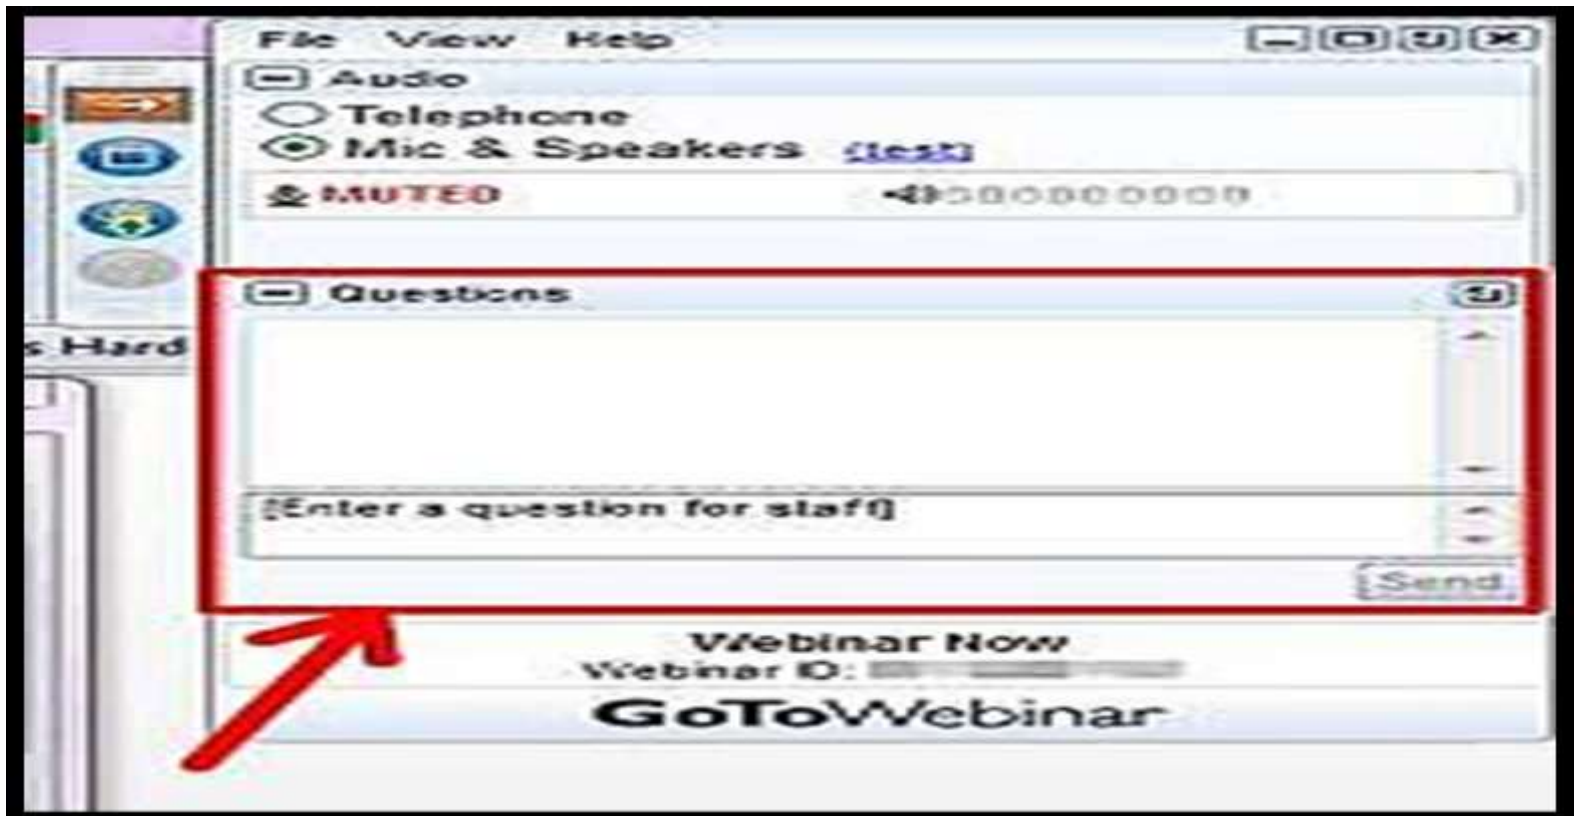 File View Help
Audio
Telephone
Mic & Speakers (test)
MUTED
Questions
s Hard
[Enter a question for staff]
Send
Webinar Now
Webinar ID:
GoToWebinar